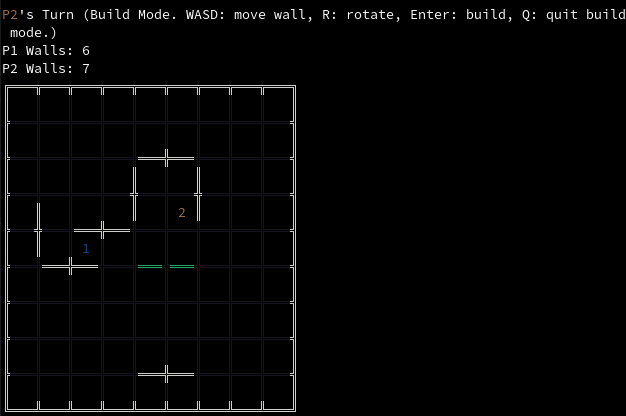 P2's Turn (Build Mode. WASD: move wall, R: rotate, Enter: build, Q: quit build
mode.)
P1 Walls: 6
P2 Walls: 7
2
1